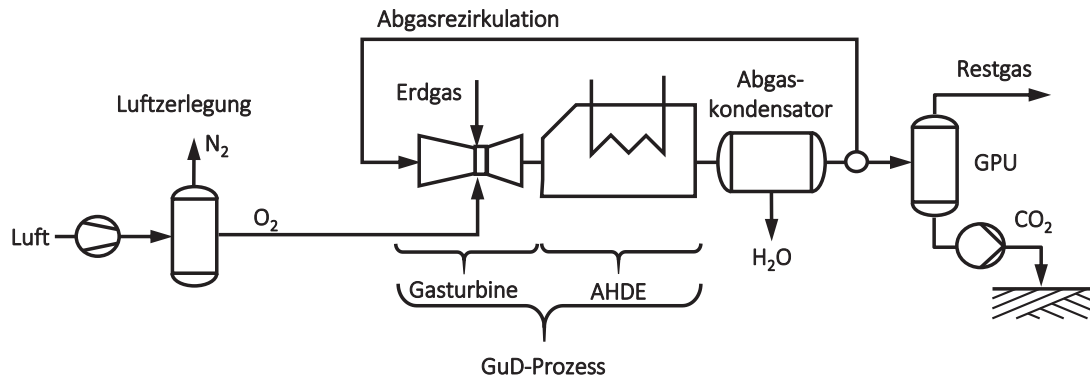 Abgasrezirkulation
Luftzerlegung
N₂
Erdgas
Abgas-
kondensator
Restgas
GPU
Luft
O₂
H₂O
CO₂
Gasturbine
AHDE
GuD-Prozess